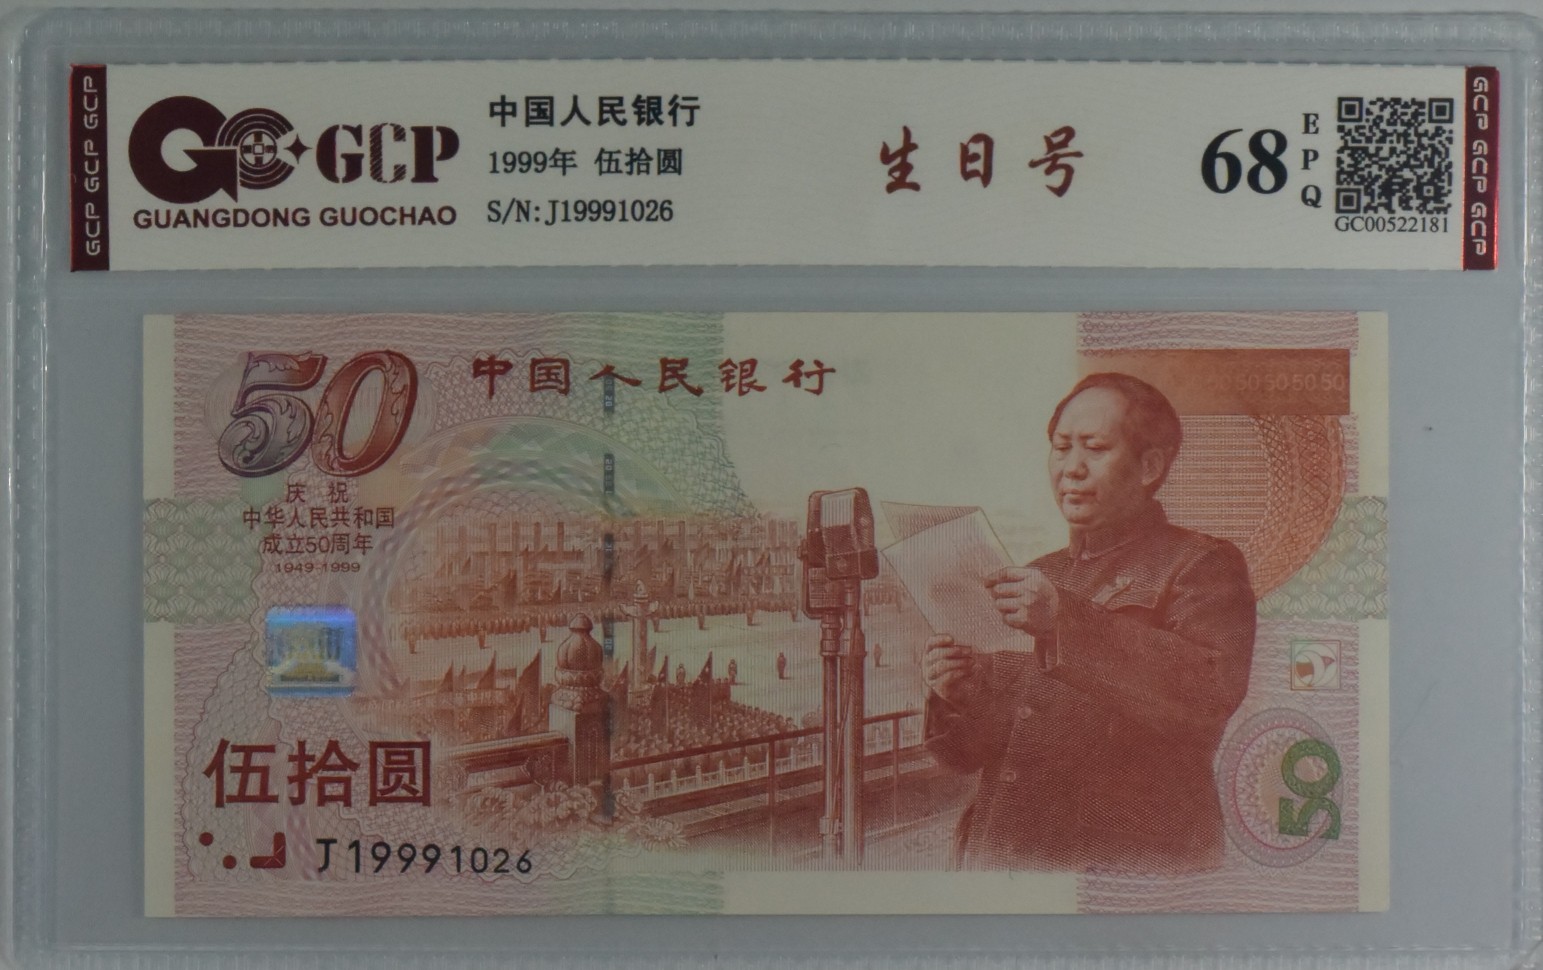 GCP GCP GCP
GCP
GUANGDONG GUOCHAO
中国人民银行
1999年 伍拾圆
S/N:J19991026
生日号
68
EPQ
GC00522181
GCP GCP GCP
50
中国人民银行
50 50 50 50
庆祝
中华人民共和国
成立50周年
1949-1999
伍拾圆
J19991026
50